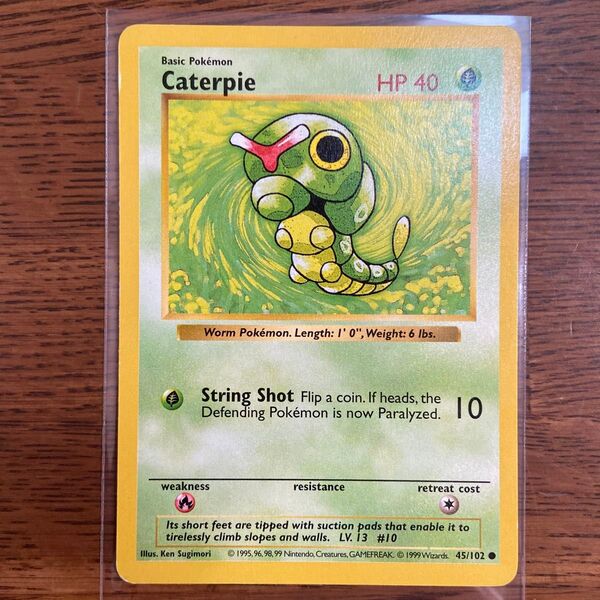 Basic Pokémon
Caterpie HP 40
Worm Pokémon. Length: 1' 0", Weight: 6 lbs.
String Shot Flip a coin. If heads, the
Defending Pokémon is now Paralyzed. 10
weakness resistance retreat cost
Its short feet are tipped with suction pads that enable it to
tirelessly climb slopes and walls. LV. 13 #10
Illus. Ken Sugimori © 1995, 96, 98, 99 Nintendo, Creatures, GAMEFREAK. © 1999 Wizards. 45/102